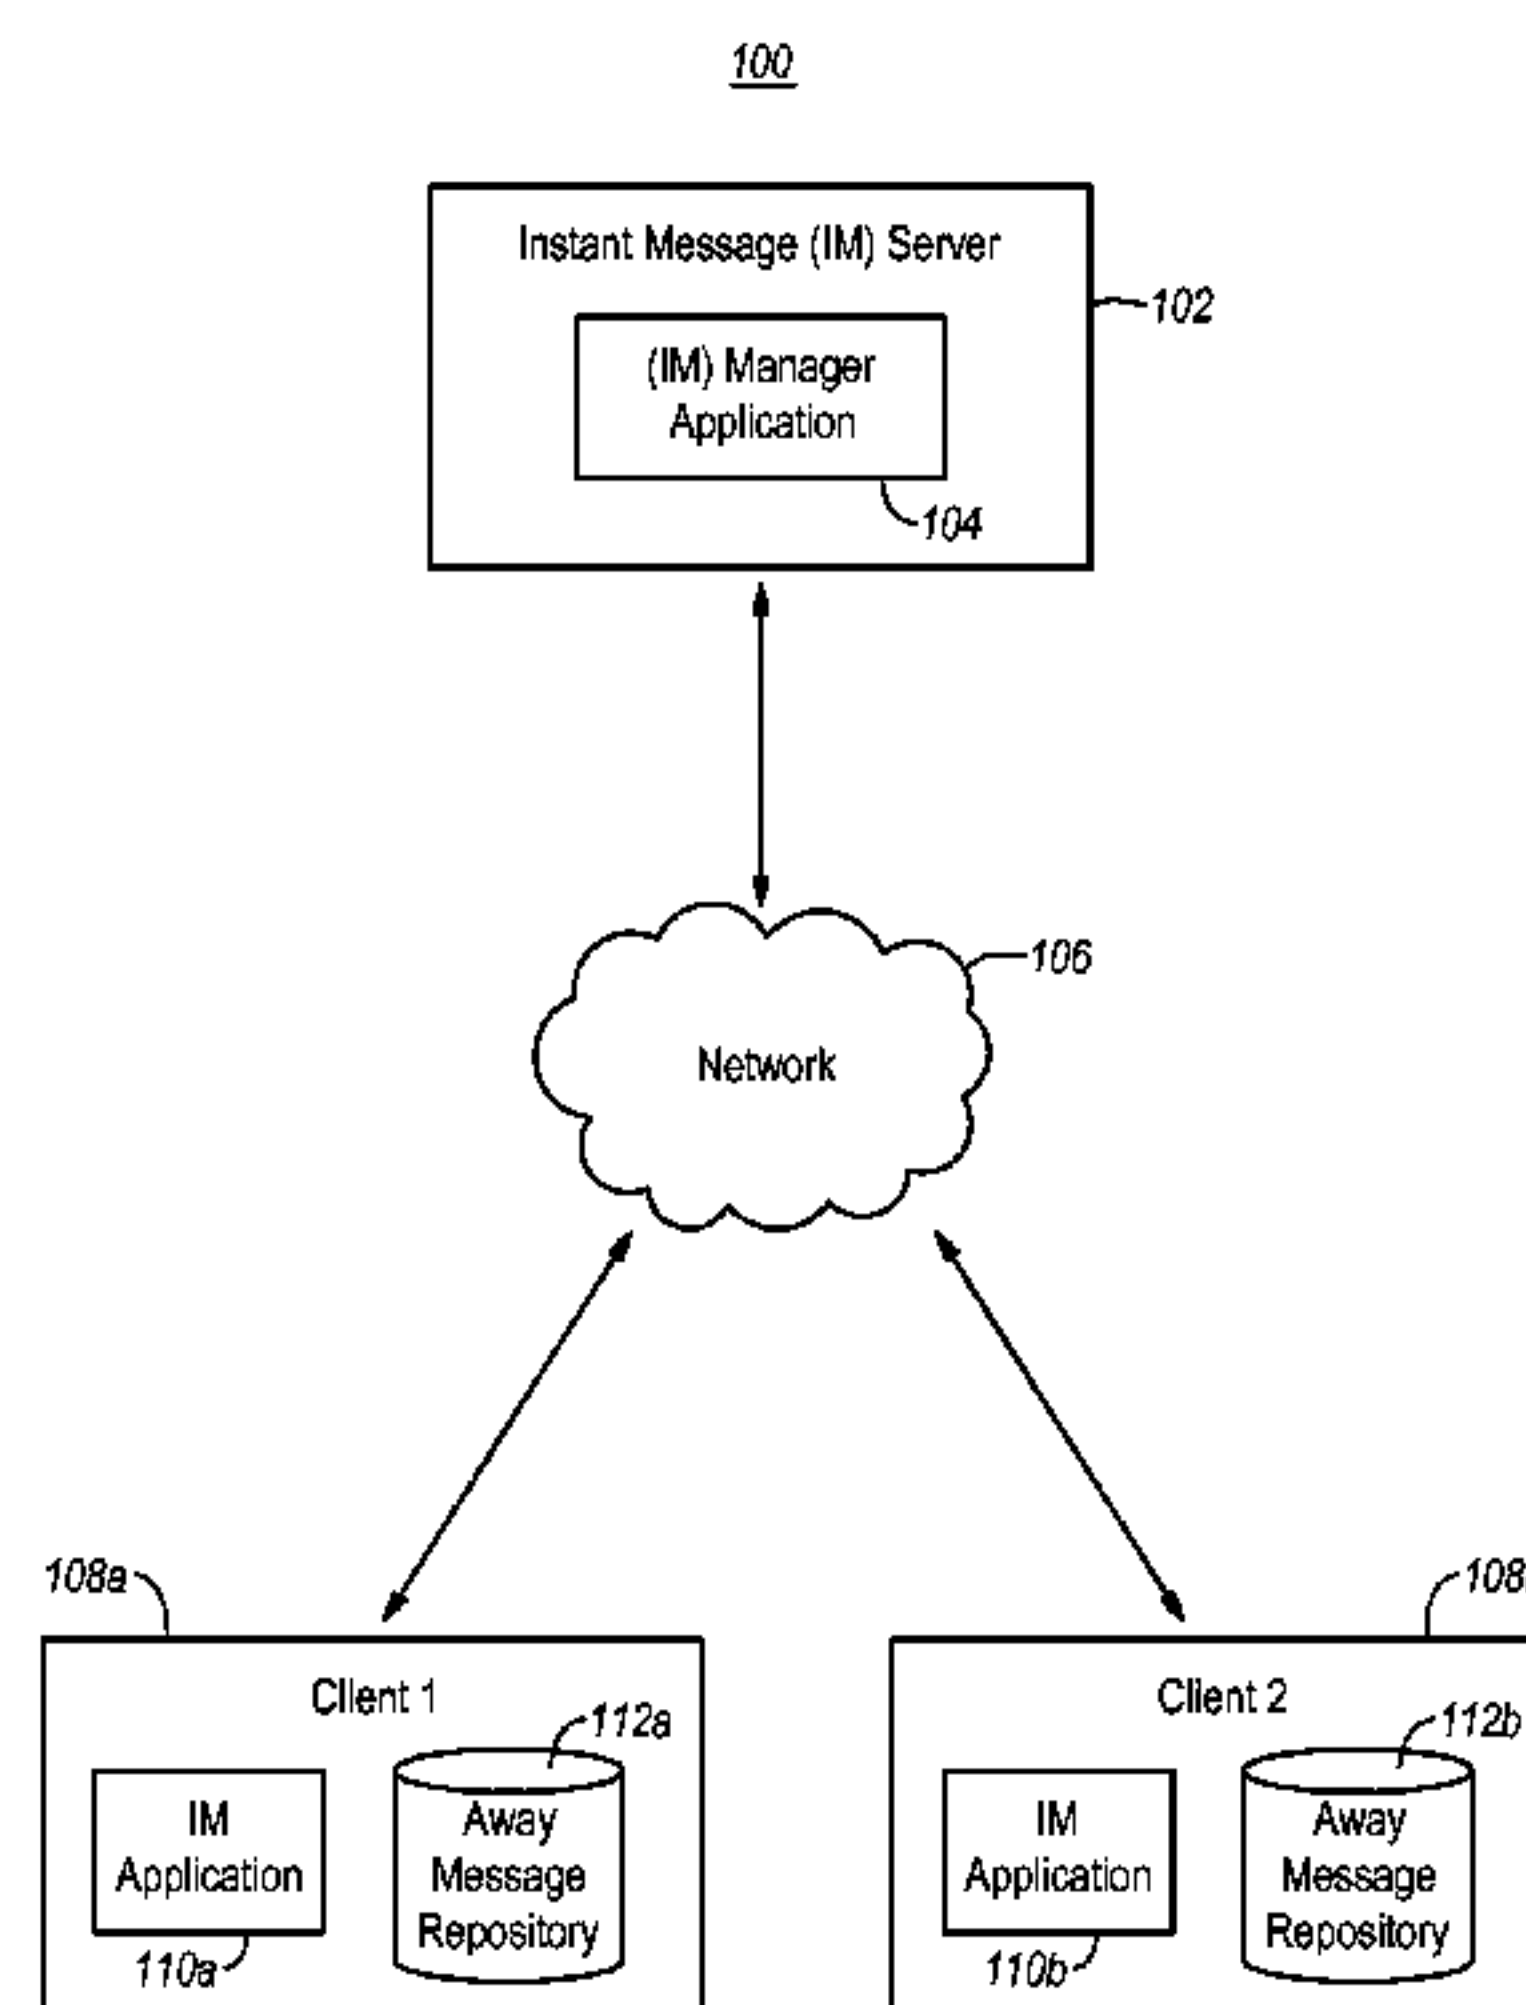 100
Instant Message (IM) Server
102
(IM) Manager
Application
104
106
Network
108a
108
Client 1
112a
Client 2
112b
IM
Application
110a
Away
Message
Repository
IM
Application
110b
Away
Message
Repository